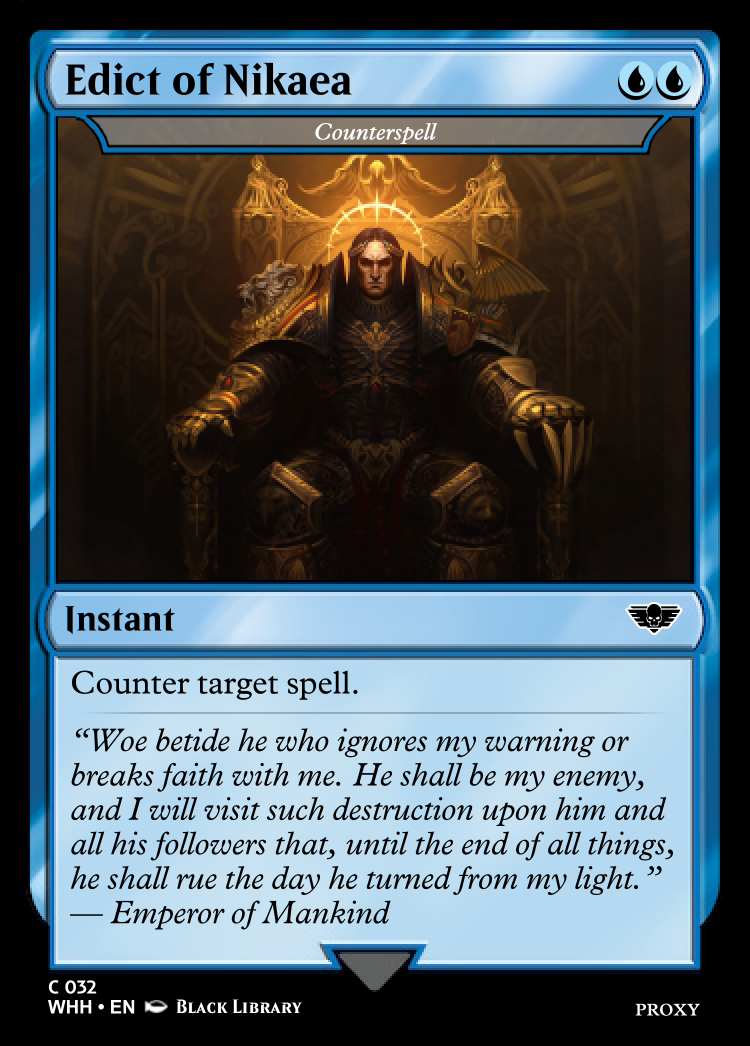 Edict of Nikaea
Counterspell
Instant
Counter target spell.
“Woe betide he who ignores my warning or
breaks faith with me. He shall be my enemy,
and I will visit such destruction upon him and
all his followers that, until the end of all things,
he shall rue the day he turned from my light.”
— Emperor of Mankind
C 032
WHH • EN BLACK LIBRARY
PROXY